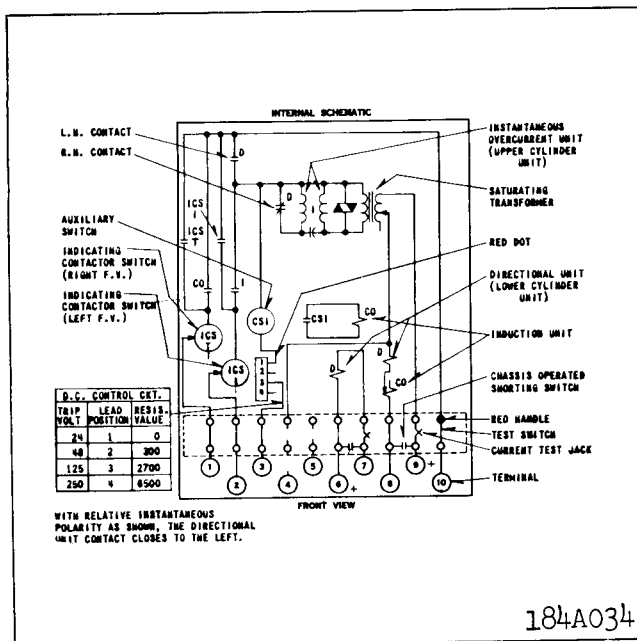 INTERNAL SCHEMATIC
L.H. CONTACT
R.H. CONTACT
AUXILIARY
SWITCH
INDICATING
CONTACTOR SWITCH
(RIGHT F.V.)
INDICATING
CONTACTOR SWITCH
(LEFT F.V.)
INSTANTANEOUS
OVERCURRENT UNIT
(UPPER CYLINDER
UNIT)
SATURATING
TRANSFORMER
RED DOT
DIRECTIONAL UNIT
(LOWER CYLINDER
UNIT)
INDUCTION UNIT
CHASSIS OPERATED
SHORTING SWITCH
RED HANDLE
TEST SWITCH
CURRENT TEST JACK
TERMINAL
D
D
I
ICS
I
ICS
T
CO
I
ICS
T
ICS
I
CS1
CS1
CO
D
D
CO
1
2
3
4
D.C. CONTROL CKT.
TRIP VOLT LEAD POSITION RESIS. VALUE
24 1 0
48 2 300
125 3 2700
250 4 6500
1 2 3 4 5 6 + 7 8 9 + 10
FRONT VIEW
WITH RELATIVE INSTANTANEOUS
POLARITY AS SHOWN, THE DIRECTIONAL
UNIT CONTACT CLOSES TO THE LEFT.
184A034